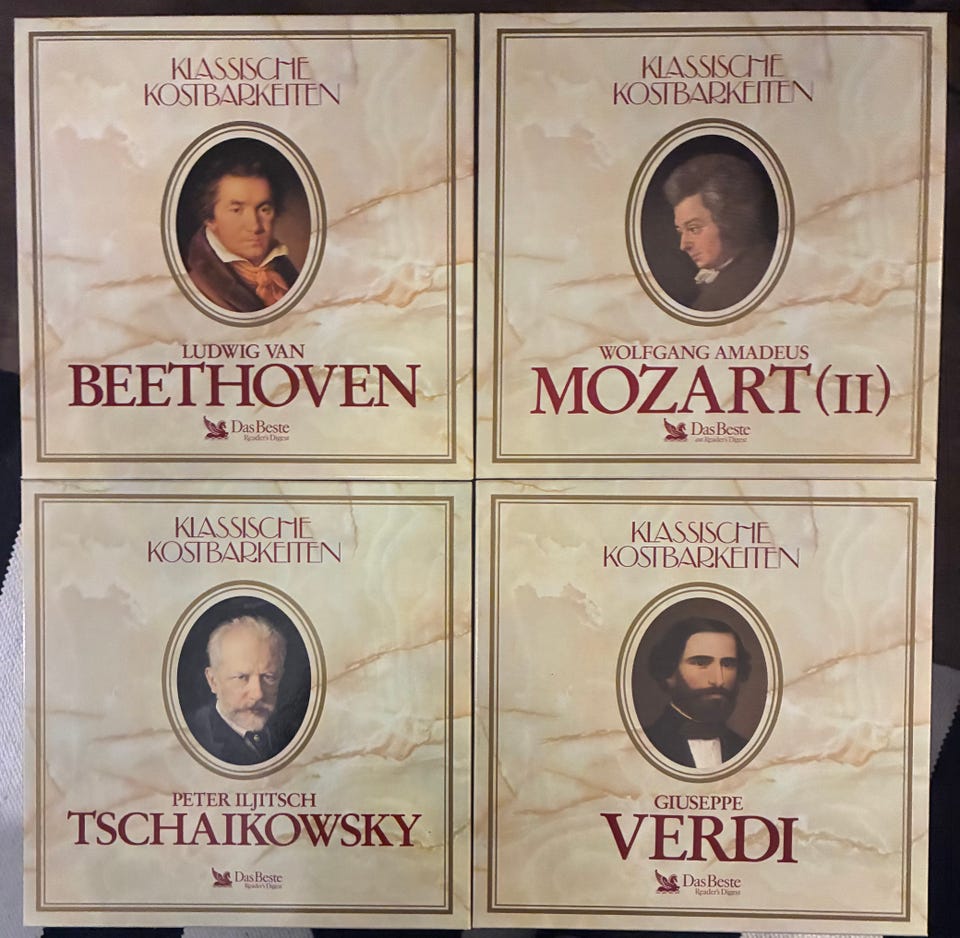 KLASSISCHE
KOSTBARKEITEN
LUDWIG VAN
BEETHOVEN
Das Beste
Reader's Digest
KLASSISCHE
KOSTBARKEITEN
WOLFGANG AMADEUS
MOZART (II)
Das Beste
aus Reader's Digest
KLASSISCHE
KOSTBARKEITEN
PETER ILJITSCH
TSCHAIKOWSKY
Das Beste
Reader's Digest
KLASSISCHE
KOSTBARKEITEN
GIUSEPPE
VERDI
Das Beste
Reader's Digest